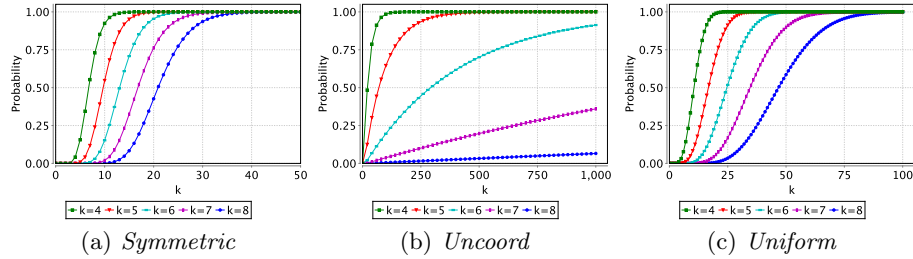 1.00
0.75
0.50
0.25
0.00
Probability
0 10 20 30 40 50
k
k=4 k=5 k=6 k=7 k=8
(a) Symmetric
1.00
0.75
0.50
0.25
0.00
Probability
0 250 500 750 1,000
k
k=4 k=5 k=6 k=7 k=8
(b) Uncoord
1.00
0.75
0.50
0.25
0.00
Probability
0 25 50 75 100
k
k=4 k=5 k=6 k=7 k=8
(c) Uniform